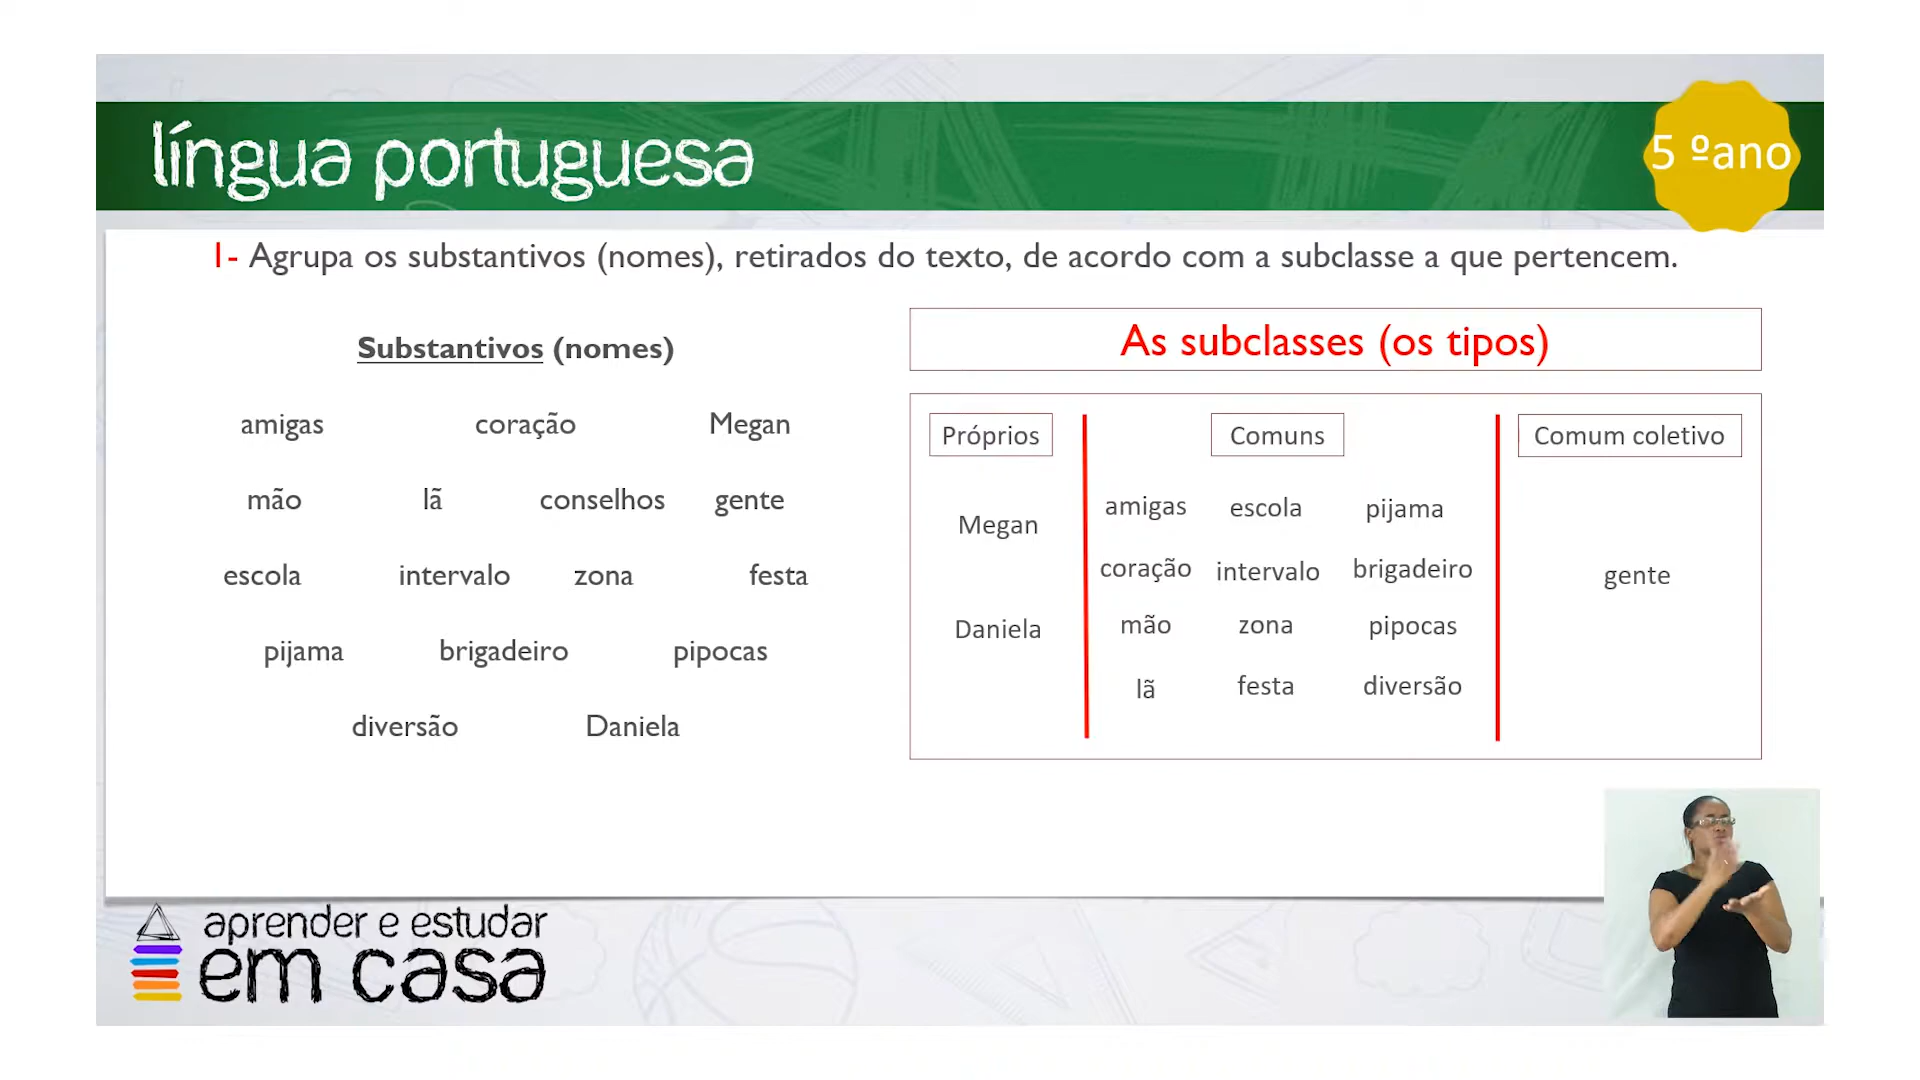 língua portuguesa
5 ºano
1- Agrupa os substantivos (nomes), retirados do texto, de acordo com a subclasse a que pertencem.
Substantivos (nomes)
amigas coração Megan
mão lã conselhos gente
escola intervalo zona festa
pijama brigadeiro pipocas
diversão Daniela
As subclasses (os tipos)
Próprios Comuns Comum coletivo
Megan
Daniela
amigas escola pijama
coração intervalo brigadeiro
mão zona pipocas
lã festa diversão
gente
aprender e estudar
em casa